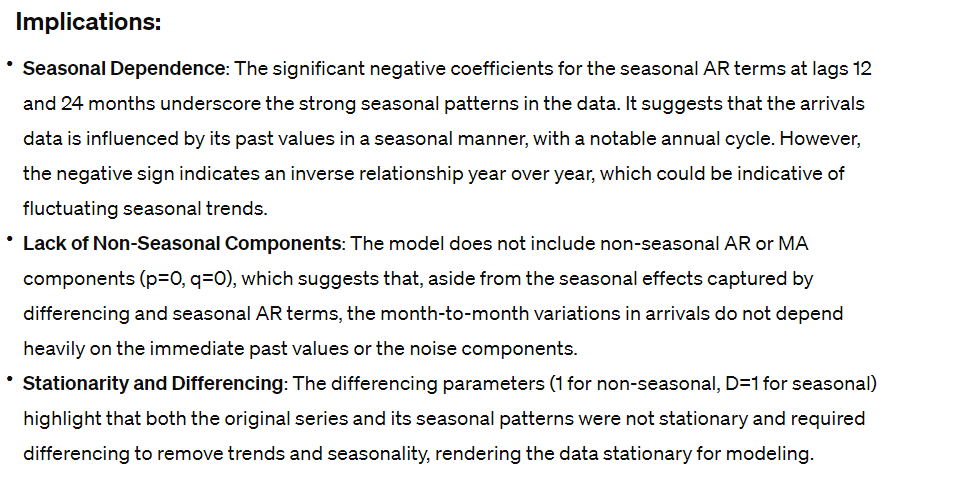 Implications:
• Seasonal Dependence: The significant negative coefficients for the seasonal AR terms at lags 12
and 24 months underscore the strong seasonal patterns in the data. It suggests that the arrivals
data is influenced by its past values in a seasonal manner, with a notable annual cycle. However,
the negative sign indicates an inverse relationship year over year, which could be indicative of
fluctuating seasonal trends.
• Lack of Non-Seasonal Components: The model does not include non-seasonal AR or MA
components (p=0, q=0), which suggests that, aside from the seasonal effects captured by
differencing and seasonal AR terms, the month-to-month variations in arrivals do not depend
heavily on the immediate past values or the noise components.
• Stationarity and Differencing: The differencing parameters (1 for non-seasonal, D=1 for seasonal)
highlight that both the original series and its seasonal patterns were not stationary and required
differencing to remove trends and seasonality, rendering the data stationary for modeling.